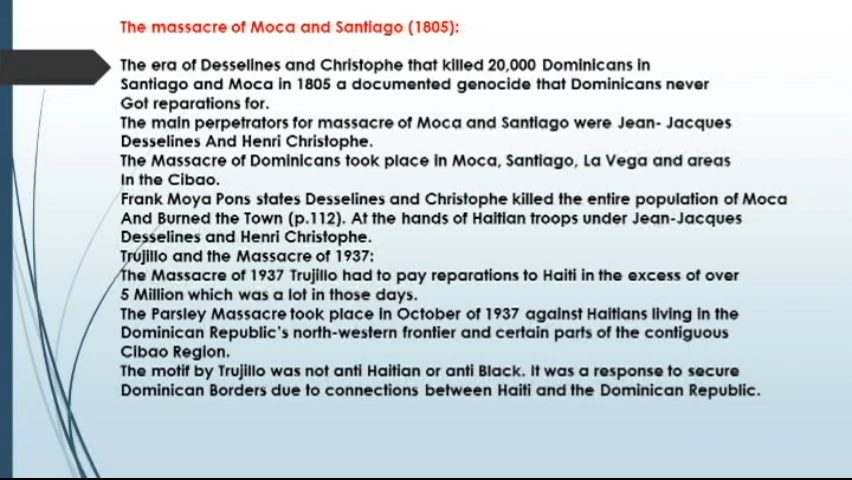 The massacre of Moca and Santiago (1805):
The era of Desselines and Christophe that killed 20,000 Dominicans in
Santiago and Moca in 1805 a documented genocide that Dominicans never
Got reparations for.
The main perpetrators for massacre of Moca and Santiago were Jean- Jacques
Desselines And Henri Christophe.
The Massacre of Dominicans took place in Moca, Santiago, La Vega and areas
In the Cibao.
Frank Moya Pons states Desselines and Christophe killed the entire population of Moca
And Burned the Town (p.112). At the hands of Haitian troops under Jean-Jacques
Desselines and Henri Christophe.
Trujillo and the Massacre of 1937:
The Massacre of 1937 Trujillo had to pay reparations to Haiti in the excess of over
5 Million which was a lot in those days.
The Parsley Massacre took place in October of 1937 against Haitians living in the
Dominican Republic's north-western frontier and certain parts of the contiguous
Cibao Region.
The motif by Trujillo was not anti Haitian or anti Black. It was a response to secure
Dominican Borders due to connections between Haiti and the Dominican Republic.